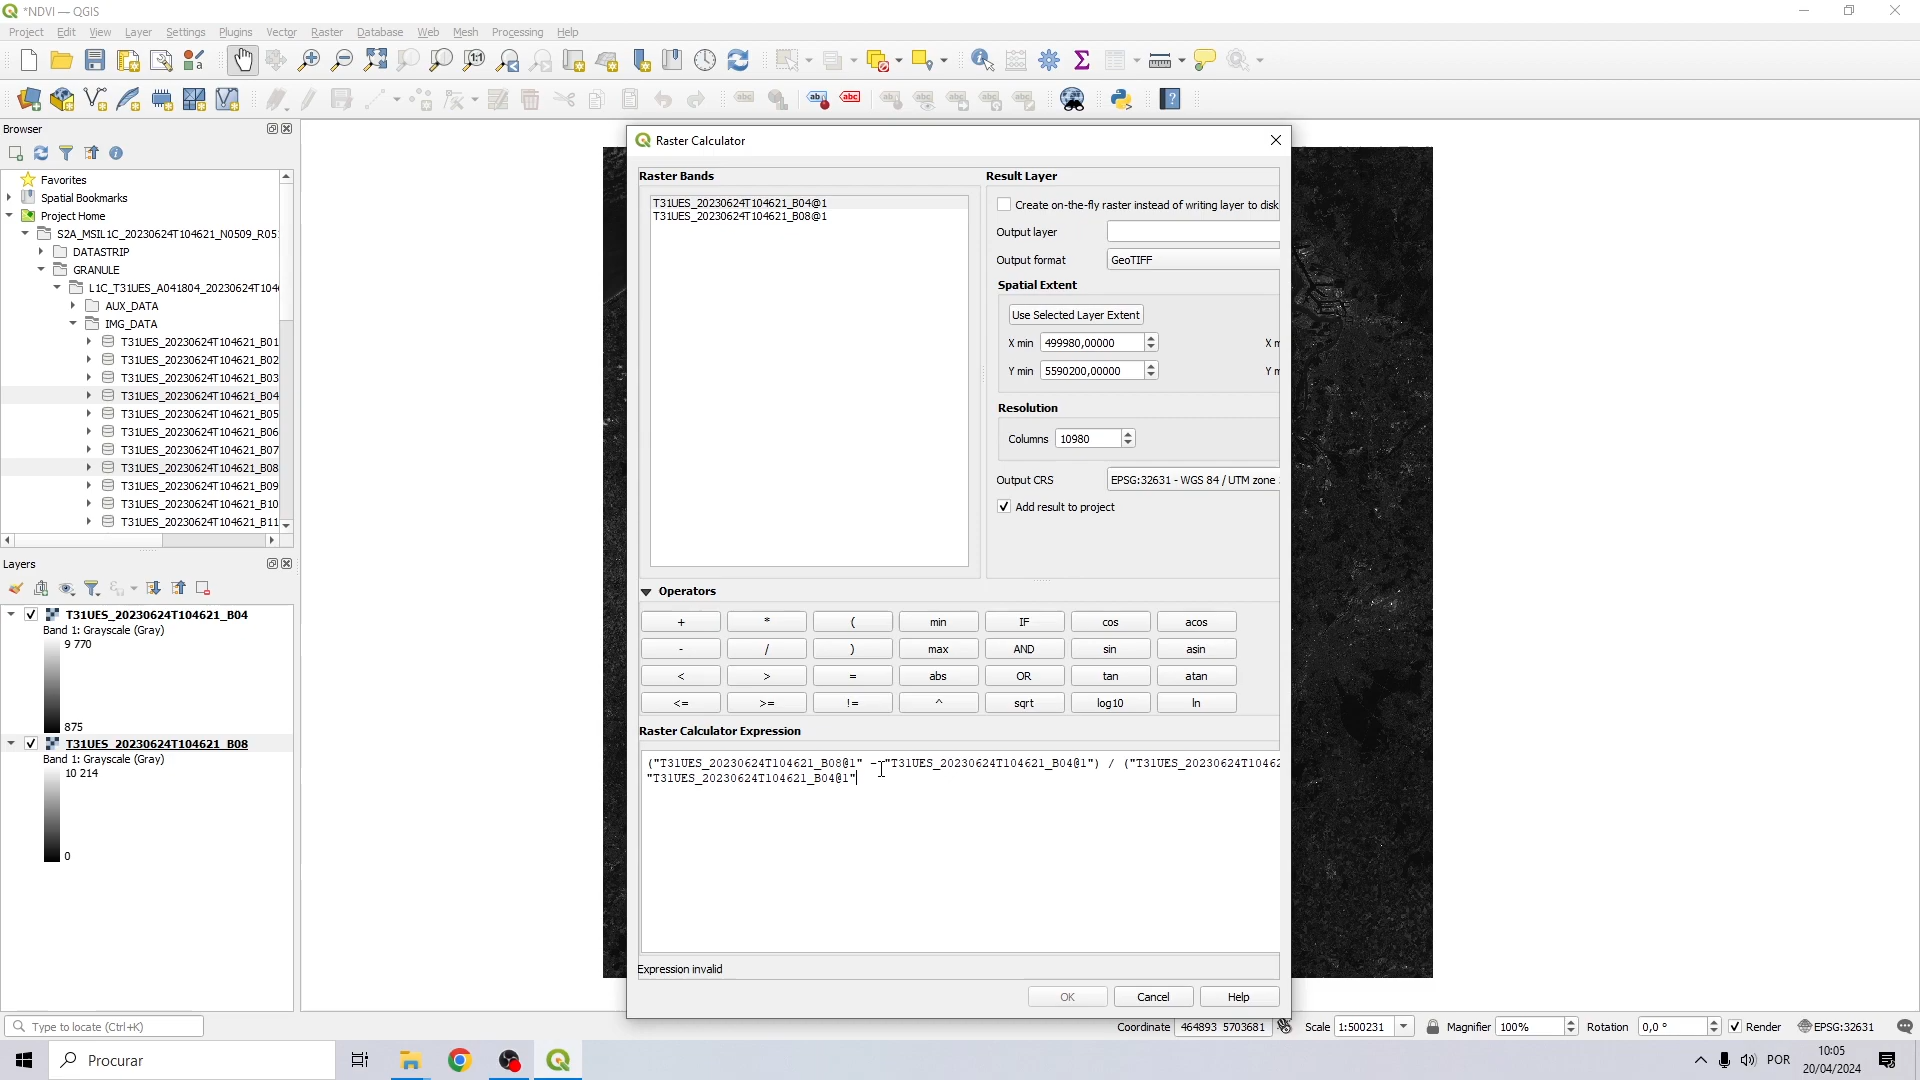 *NDVI — QGIS
Project Edit View Layer Settings Plugins Vector Raster Database Web Mesh Processing Help
Browser
Favorites
Spatial Bookmarks
Project Home
S2A_MSIL1C_20230624T104621_N0509_R05
DATASTRIP
GRANULE
L1C_T31UES_A041804_20230624T104
AUX_DATA
IMG_DATA
T31UES_20230624T104621_B01
T31UES_20230624T104621_B02
T31UES_20230624T104621_B03
T31UES_20230624T104621_B04
T31UES_20230624T104621_B05
T31UES_20230624T104621_B06
T31UES_20230624T104621_B07
T31UES_20230624T104621_B08
T31UES_20230624T104621_B09
T31UES_20230624T104621_B10
T31UES_20230624T104621_B11
Layers
T31UES_20230624T104621_B04
Band 1: Grayscale (Gray)
9 770
875
T31UES_20230624T104621_B08
Band 1: Grayscale (Gray)
10 214
0
Raster Calculator
Raster Bands
T31UES_20230624T104621_B04@1
T31UES_20230624T104621_B08@1
Result Layer
Create on-the-fly raster instead of writing layer to disk
Output layer
Output format GeoTIFF
Spatial Extent
Use Selected Layer Extent
X min 499980,00000 X m
Y min 5590200,00000 Y m
Resolution
Columns 10980
Output CRS EPSG:32631 - WGS 84 / UTM zone
Add result to project
Operators
+ * ( min IF cos acos
- / ) max AND sin asin
< > = abs OR tan atan
<= >= != ^ sqrt log10 ln
Raster Calculator Expression
("T31UES_20230624T104621_B08@1" - "T31UES_20230624T104621_B04@1") / ("T31UES_20230624T10462
"T31UES_20230624T104621_B04@1"
Expression invalid
OK Cancel Help
Type to locate (Ctrl+K) Coordinate 464893 5703681 Scale 1:500231 Magnifier 100% Rotation 0,0 ° Render EPSG:32631
Procurar
POR
10:05
20/04/2024